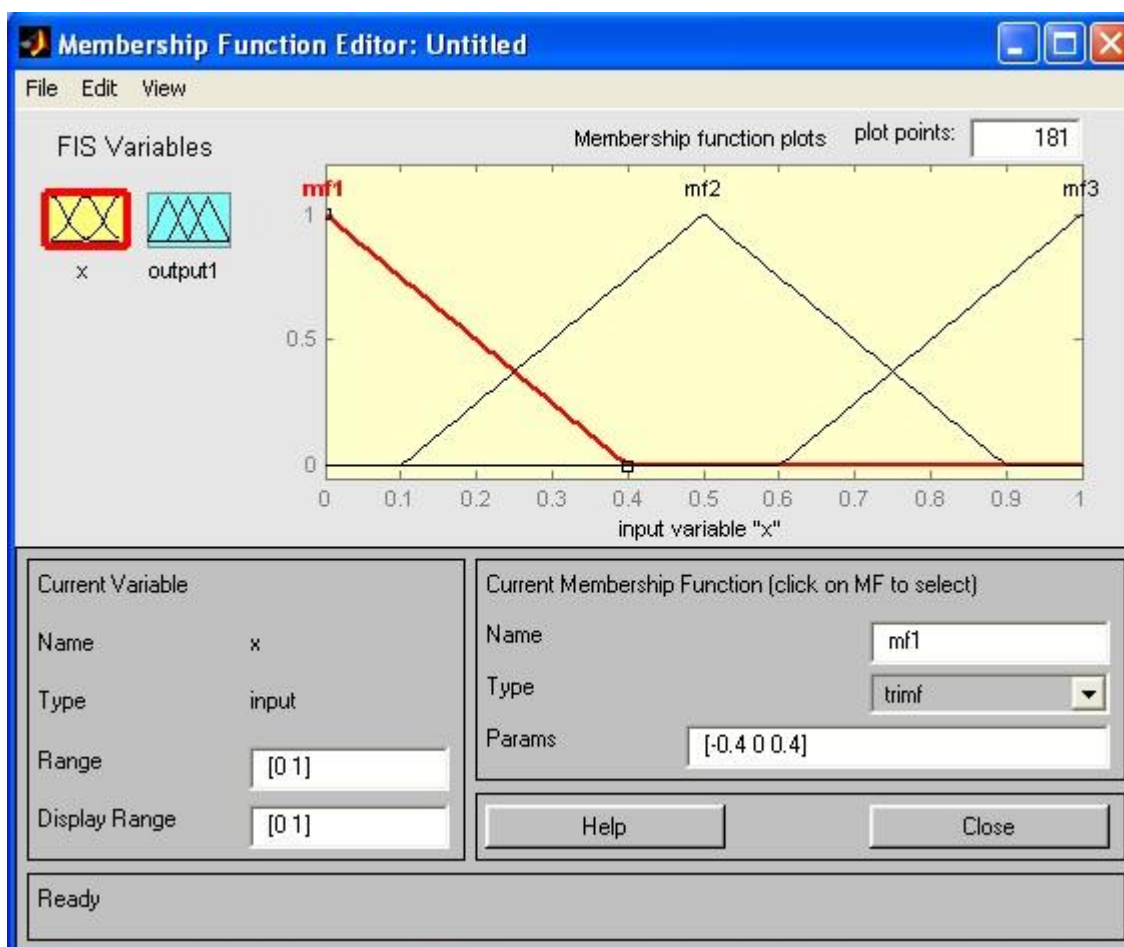 Membership Function Editor: Untitled
File Edit View
FIS Variables
Membership function plots plot points: 181
mf1 mf2 mf3
1
0.5
0
0 0.1 0.2 0.3 0.4 0.5 0.6 0.7 0.8 0.9 1
input variable "x"
x output1
Current Variable
Name x
Type input
Range [0 1]
Display Range [0 1]
Current Membership Function (click on MF to select)
Name mf1
Type trimf
Params [-0.4 0 0.4]
Help Close
Ready